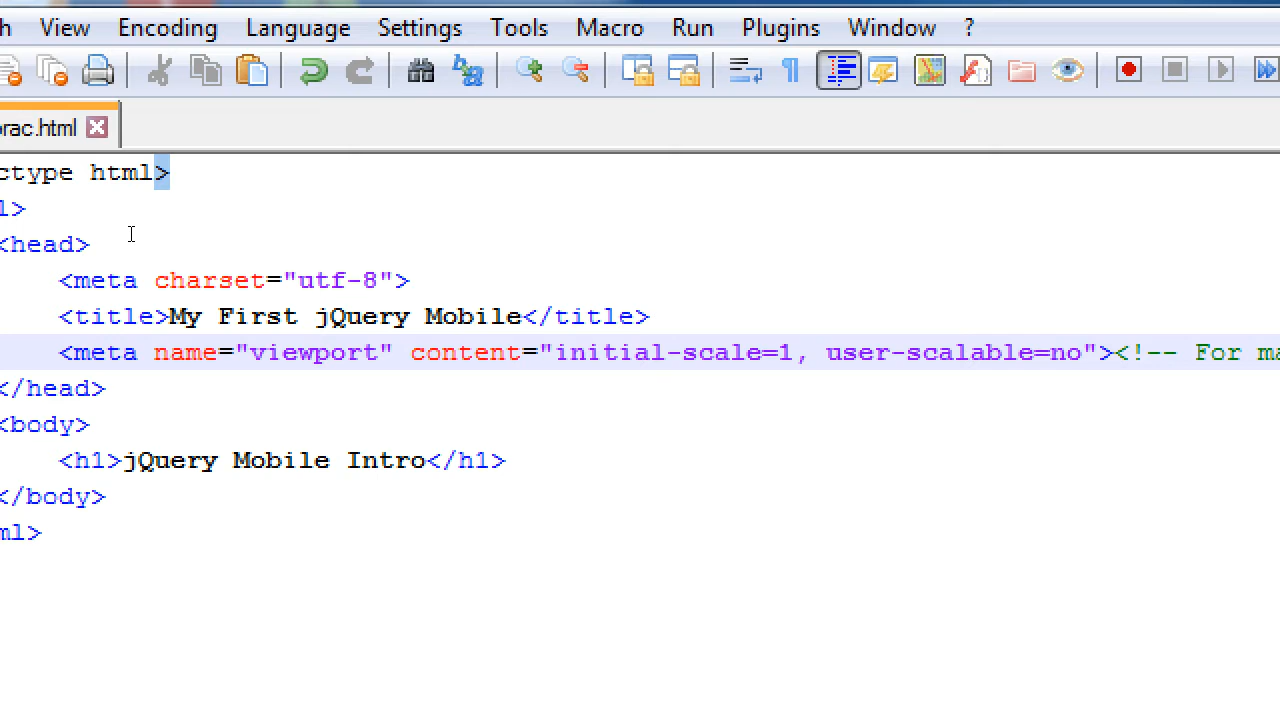 View Encoding Language Settings Tools Macro Run Plugins Window ?
rac.html
ctype html>
l>
<head>
<meta charset="utf-8">
<title>My First jQuery Mobile</title>
<meta name="viewport" content="initial-scale=1, user-scalable=no"><!-- For ma
</head>
<body>
<h1>jQuery Mobile Intro</h1>
</body>
ml>